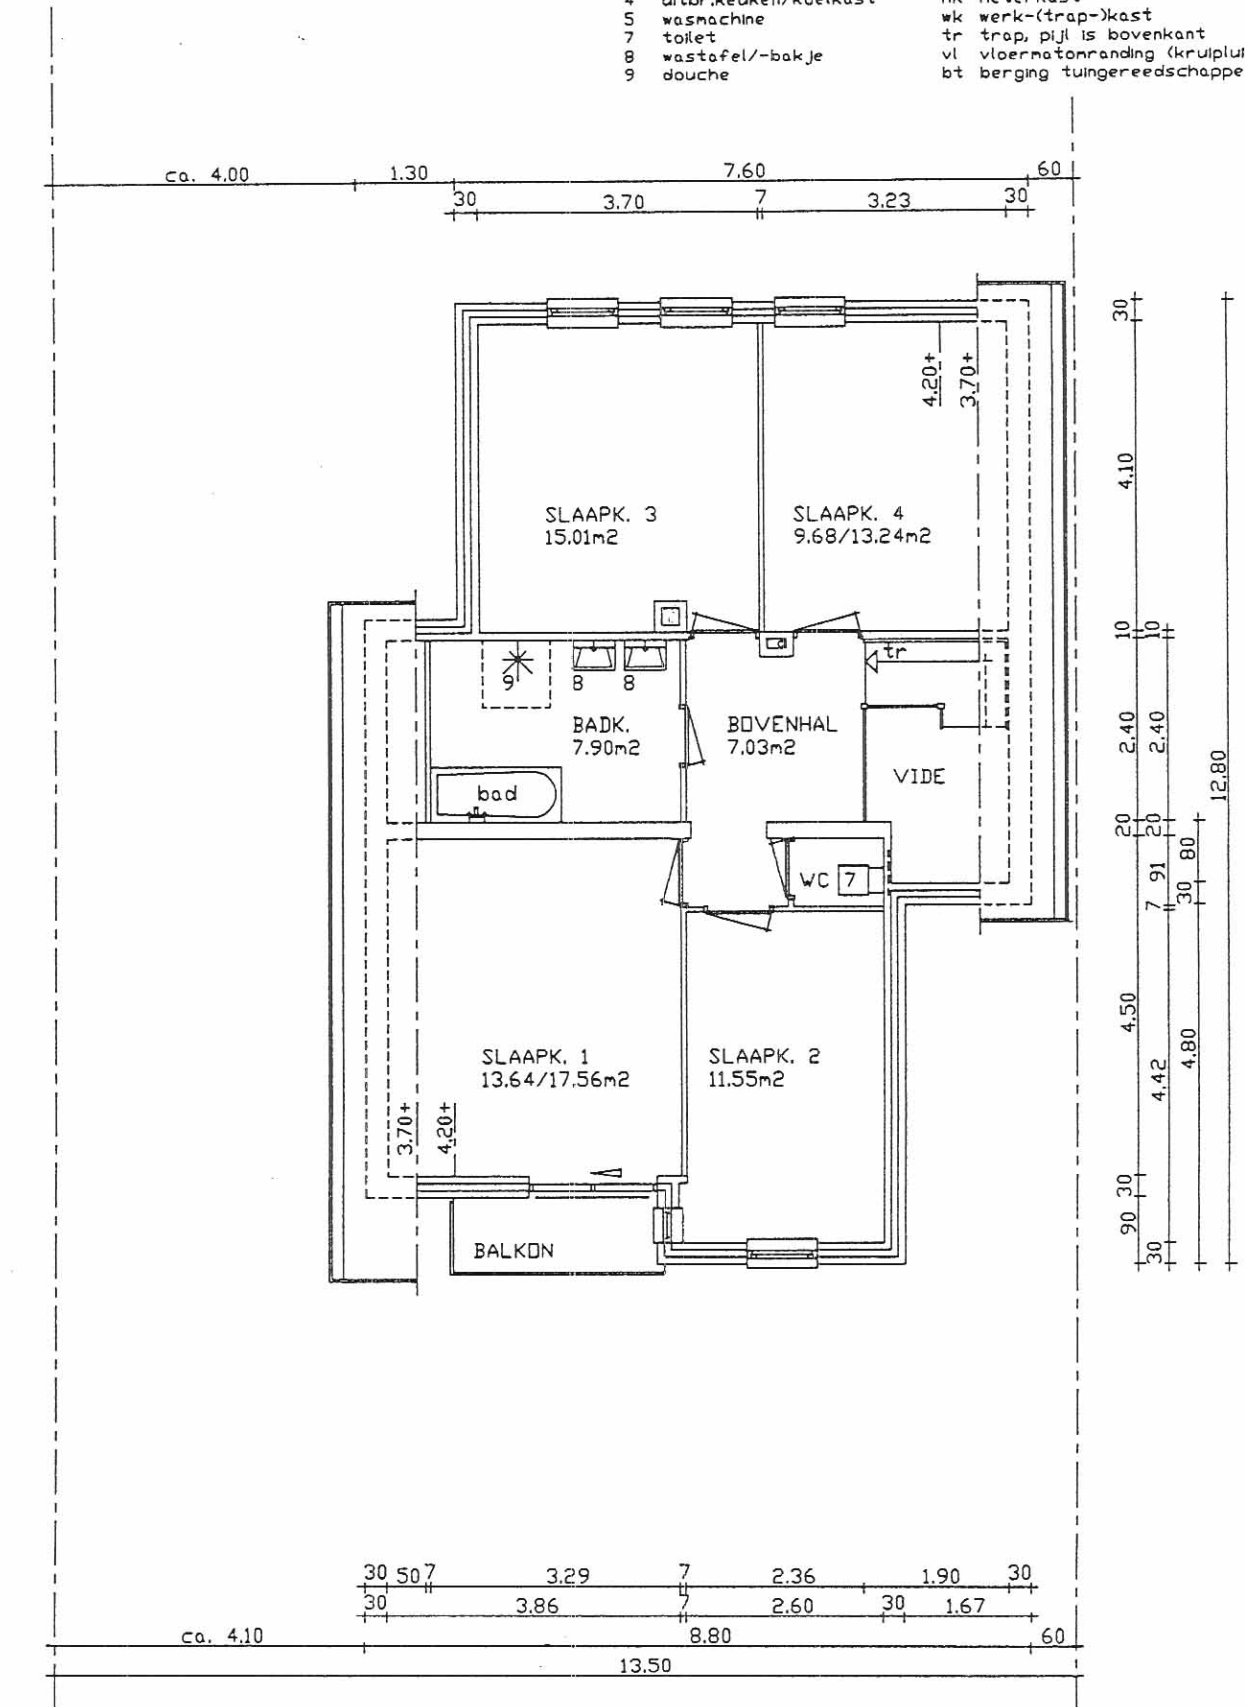 5 wasmachine
7 toilet
8 wastafel/-bakje
9 douche
wk werk-(trap-)kast
tr trap, pijl is bovenkant
vl vloermatomranding
bt berging
ca. 4.00 1.30 7.60 60
30 3.70 7 3.23 30
30
4.20+
3.70+
4.10
SLAAPK. 3
15.01m2
SLAAPK. 4
9.68/13.24m2
10 10
tr
9 8 8
BADK.
7.90m2
BOVENHAL
7.03m2
2.40 2.40
12.80
VIDE
bad
20 20
80
91
WC 7
30
7
4.50
SLAAPK. 1
13.64/17.56m2
SLAAPK. 2
11.55m2
4.80
4.42
3.70+
4.20+
30
90
30
BALKON
30 50 7 3.29 7 2.36 1.90 30
30 3.86 7 2.60 30 1.67
ca. 4.10 8.80 60
13.50